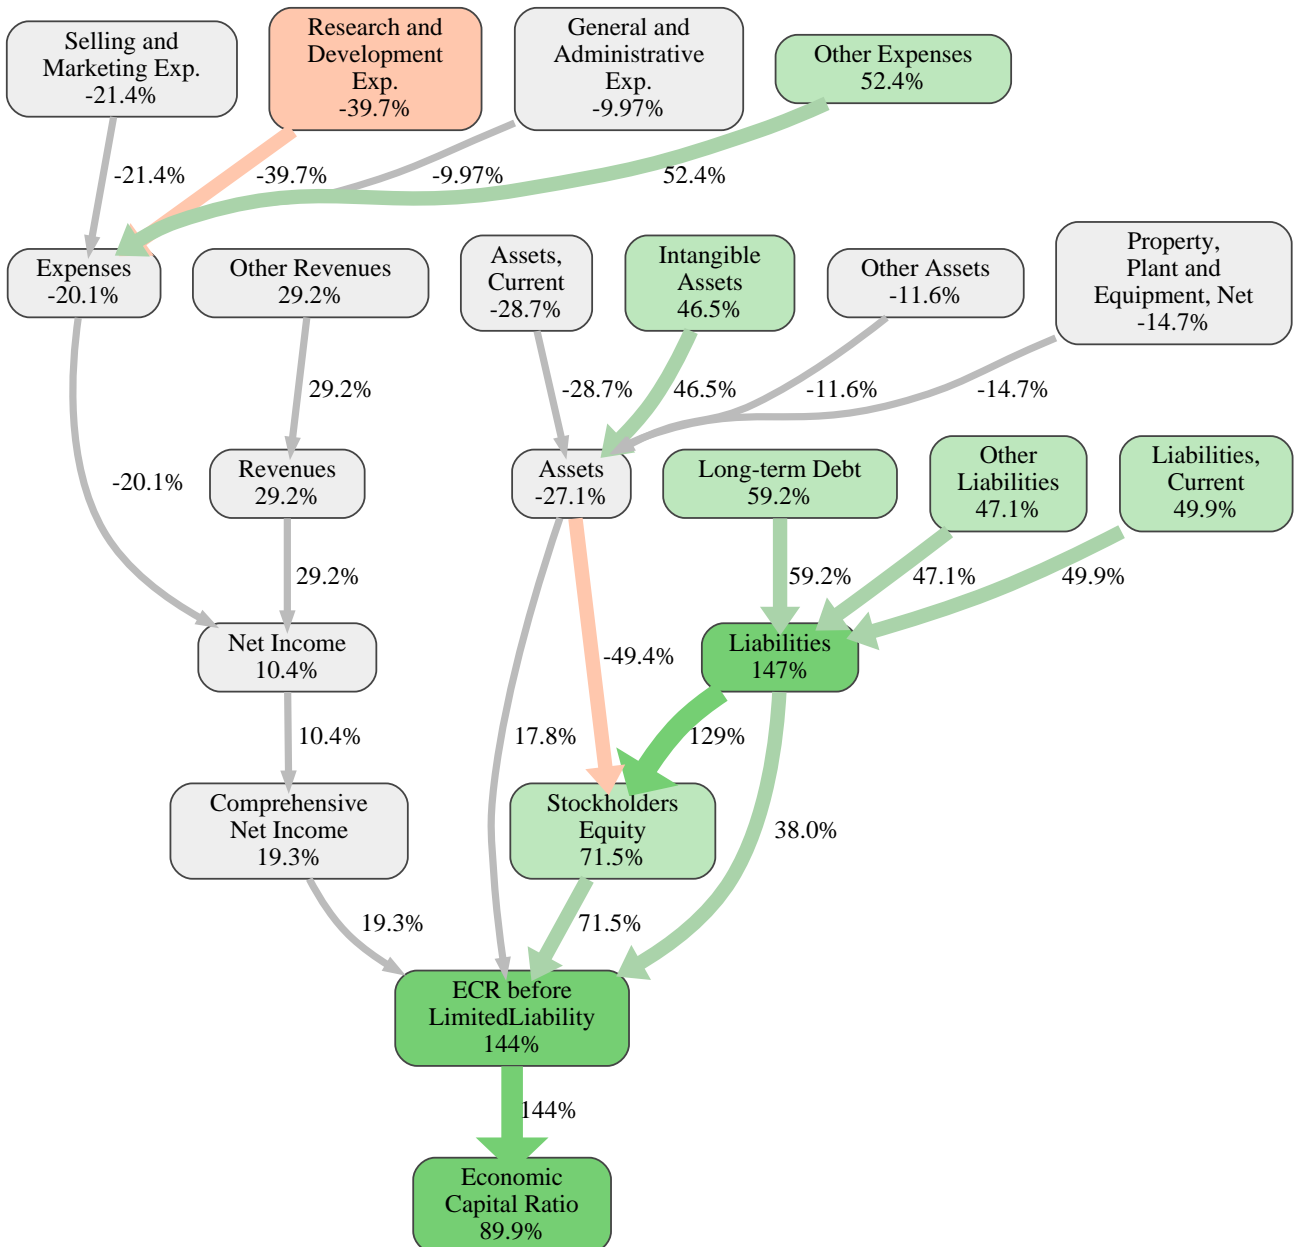 Selling and
Marketing Exp.
-21.4%
Research and
Development
Exp.
-39.7%
General and
Administrative
Exp.
-9.97%
Other Expenses
52.4%
-21.4%
-39.7%
-9.97%
52.4%
Expenses
-20.1%
Other Revenues
29.2%
Assets,
Current
-28.7%
Intangible
Assets
46.5%
Other Assets
-11.6%
Property,
Plant and
Equipment, Net
-14.7%
29.2%
-28.7%
46.5%
-11.6%
-14.7%
-20.1%
Revenues
29.2%
Assets
-27.1%
Long-term Debt
59.2%
Other
Liabilities
47.1%
Liabilities,
Current
49.9%
29.2%
59.2%
47.1%
49.9%
Net Income
10.4%
-49.4%
Liabilities
147%
10.4%
17.8%
129%
Comprehensive
Net Income
19.3%
Stockholders
Equity
71.5%
38.0%
19.3%
71.5%
ECR before
LimitedLiability
144%
144%
Economic
Capital Ratio
89.9%